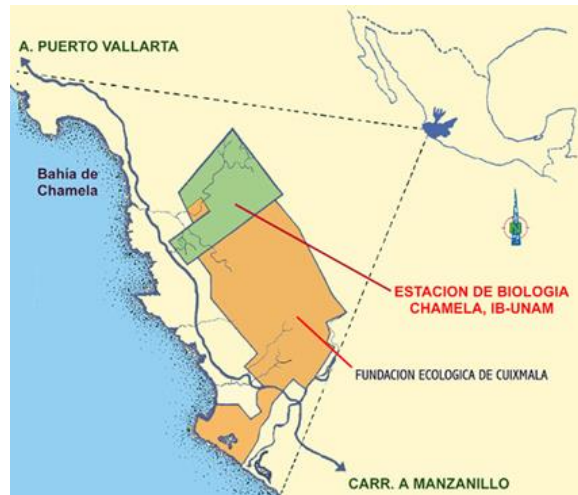 A. PUERTO VALLARTA
Bahía de
Chamela
N
ESTACION DE BIOLOGIA
CHAMELA, IB-UNAM
FUNDACION ECOLOGICA DE CUIXMALA
CARR. A MANZANILLO